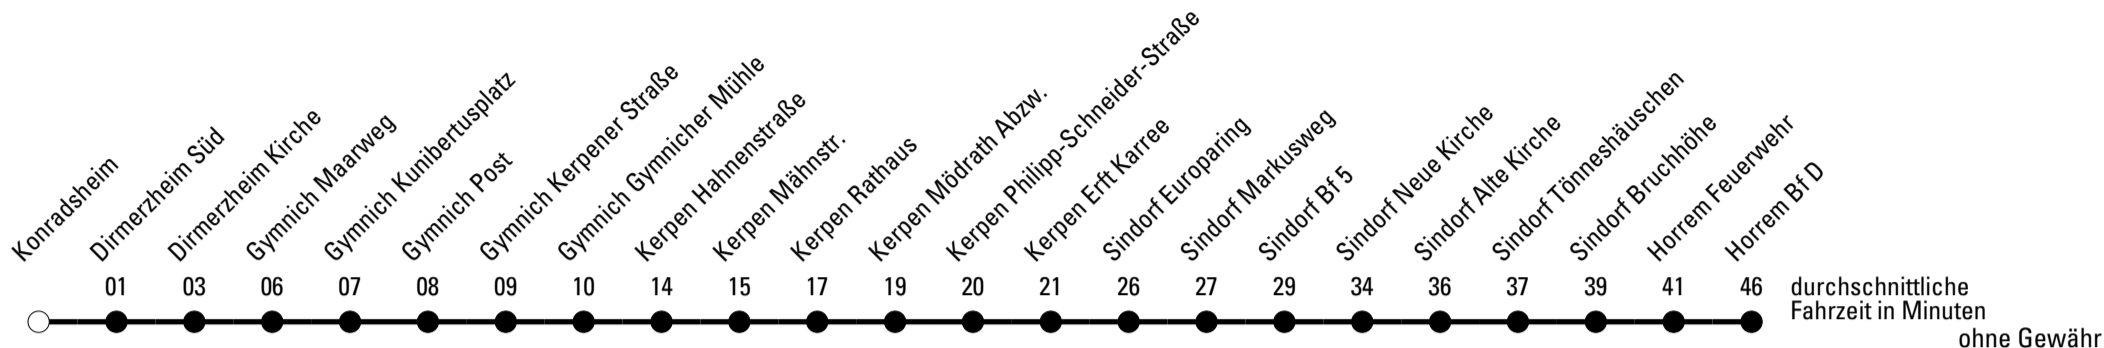 Konradsheim
Dirmerzheim Süd
Dirmerzheim Kirche
Gymnich Maarweg
Gymnich Kunibertusplatz
Gymnich Post
Gymnich Kerpener Straße
Gymnich Gymnicher Mühle
Kerpen Hahnenstraße
Kerpen Mähnstr.
Kerpen Rathaus
Kerpen Mödrath Abzw.
Kerpen Philipp-Schneider-Straße
Kerpen Erft Karree
Sindorf Europaring
Sindorf Markusweg
Sindorf Bf 5
Sindorf Neue Kirche
Sindorf Alte Kirche
Sindorf Tönneshäuschen
Sindorf Bruchhöhe
Horrem Feuerwehr
Horrem Bf D
01 03 06 07 08 09 10 14 15 17 19 20 21 26 27 29 34 36 37 39 41 46
durchschnittliche
Fahrzeit in Minuten
ohne Gewähr